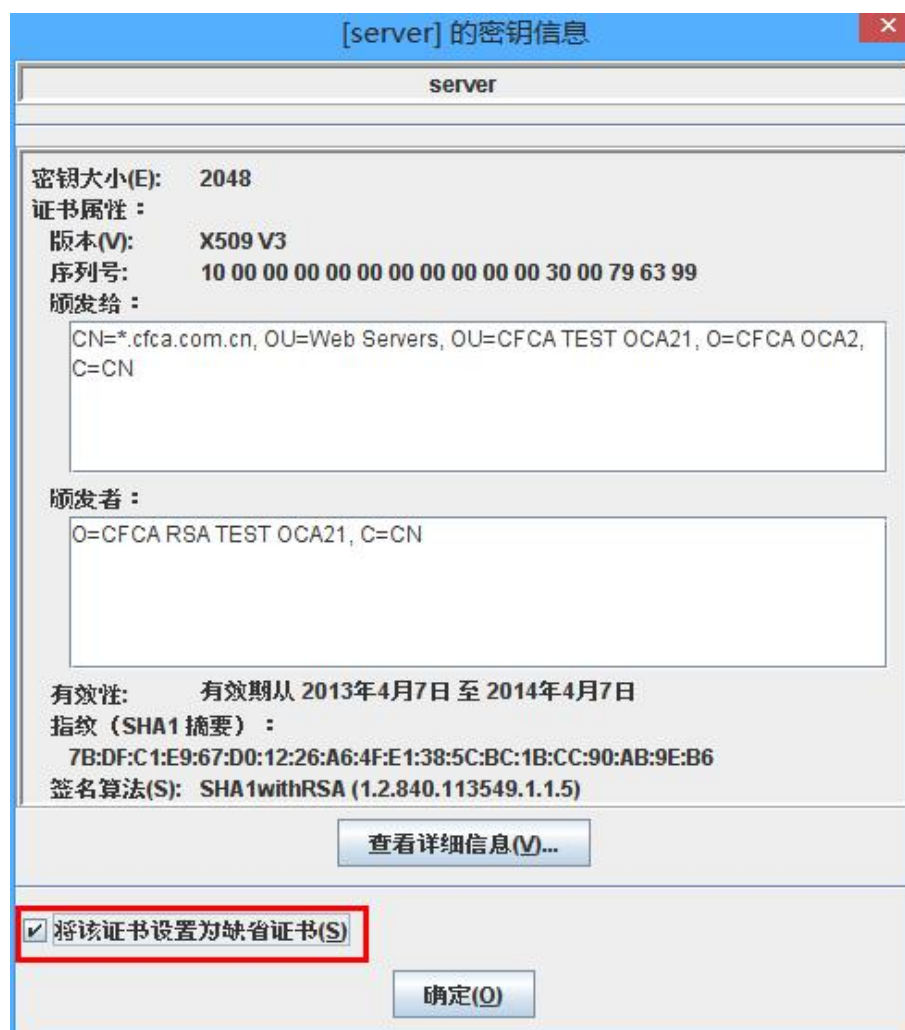 [server] 的密钥信息
server
密钥大小(E): 2048
证书属性：
版本(V): X509 V3
序列号: 10 00 00 00 00 00 00 00 00 00 00 30 00 79 63 99
颁发给：
CN=*.cfca.com.cn, OU=Web Servers, OU=CFCA TEST OCA21, O=CFCA OCA2,
C=CN
颁发者：
O=CFCA RSA TEST OCA21, C=CN
有效性: 有效期从 2013年4月7日 至 2014年4月7日
指纹（SHA1 摘要）：
7B:DF:C1:E9:67:D0:12:26:A6:4F:E1:38:5C:BC:1B:CC:90:AB:9E:B6
签名算法(S): SHA1withRSA (1.2.840.113549.1.1.5)
查看详细信息(V)...
将该证书设置为缺省证书(S)
确定(O)